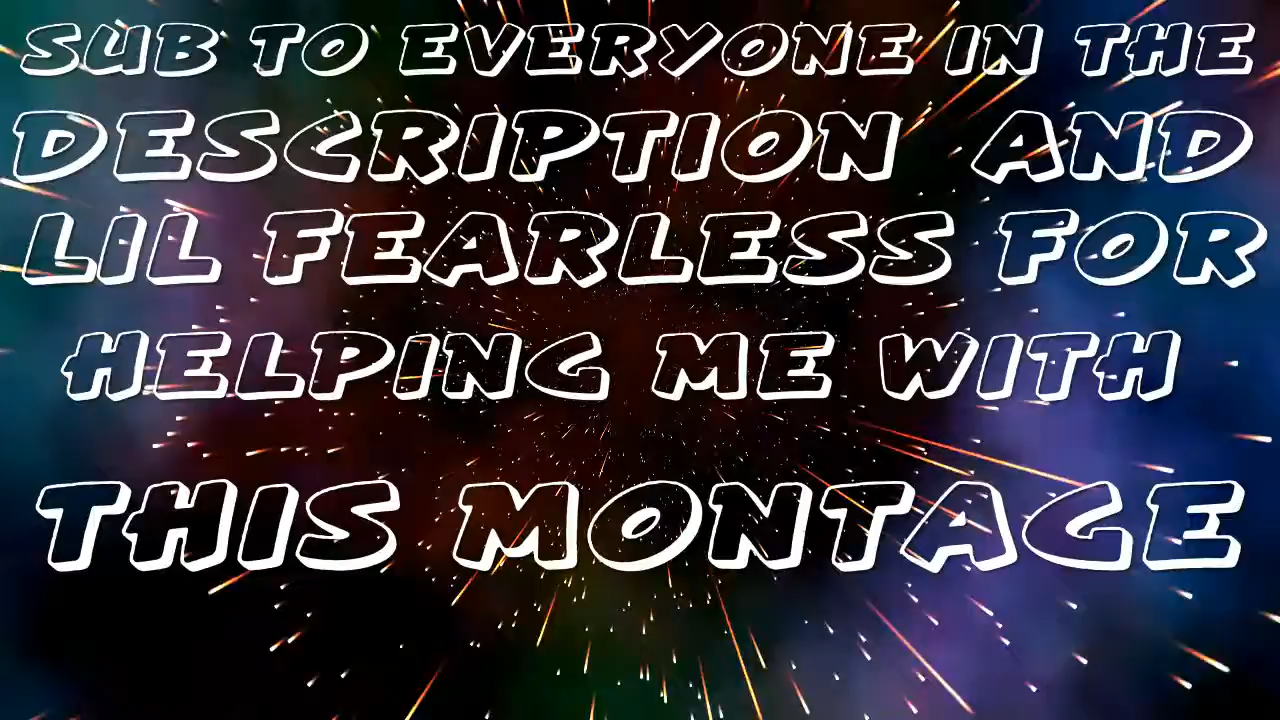 SUB TO EVERYONE IN THE
DESCRIPTION AND
LIL FEARLESS FOR
HELPING ME WITH
THIS MONTAGE